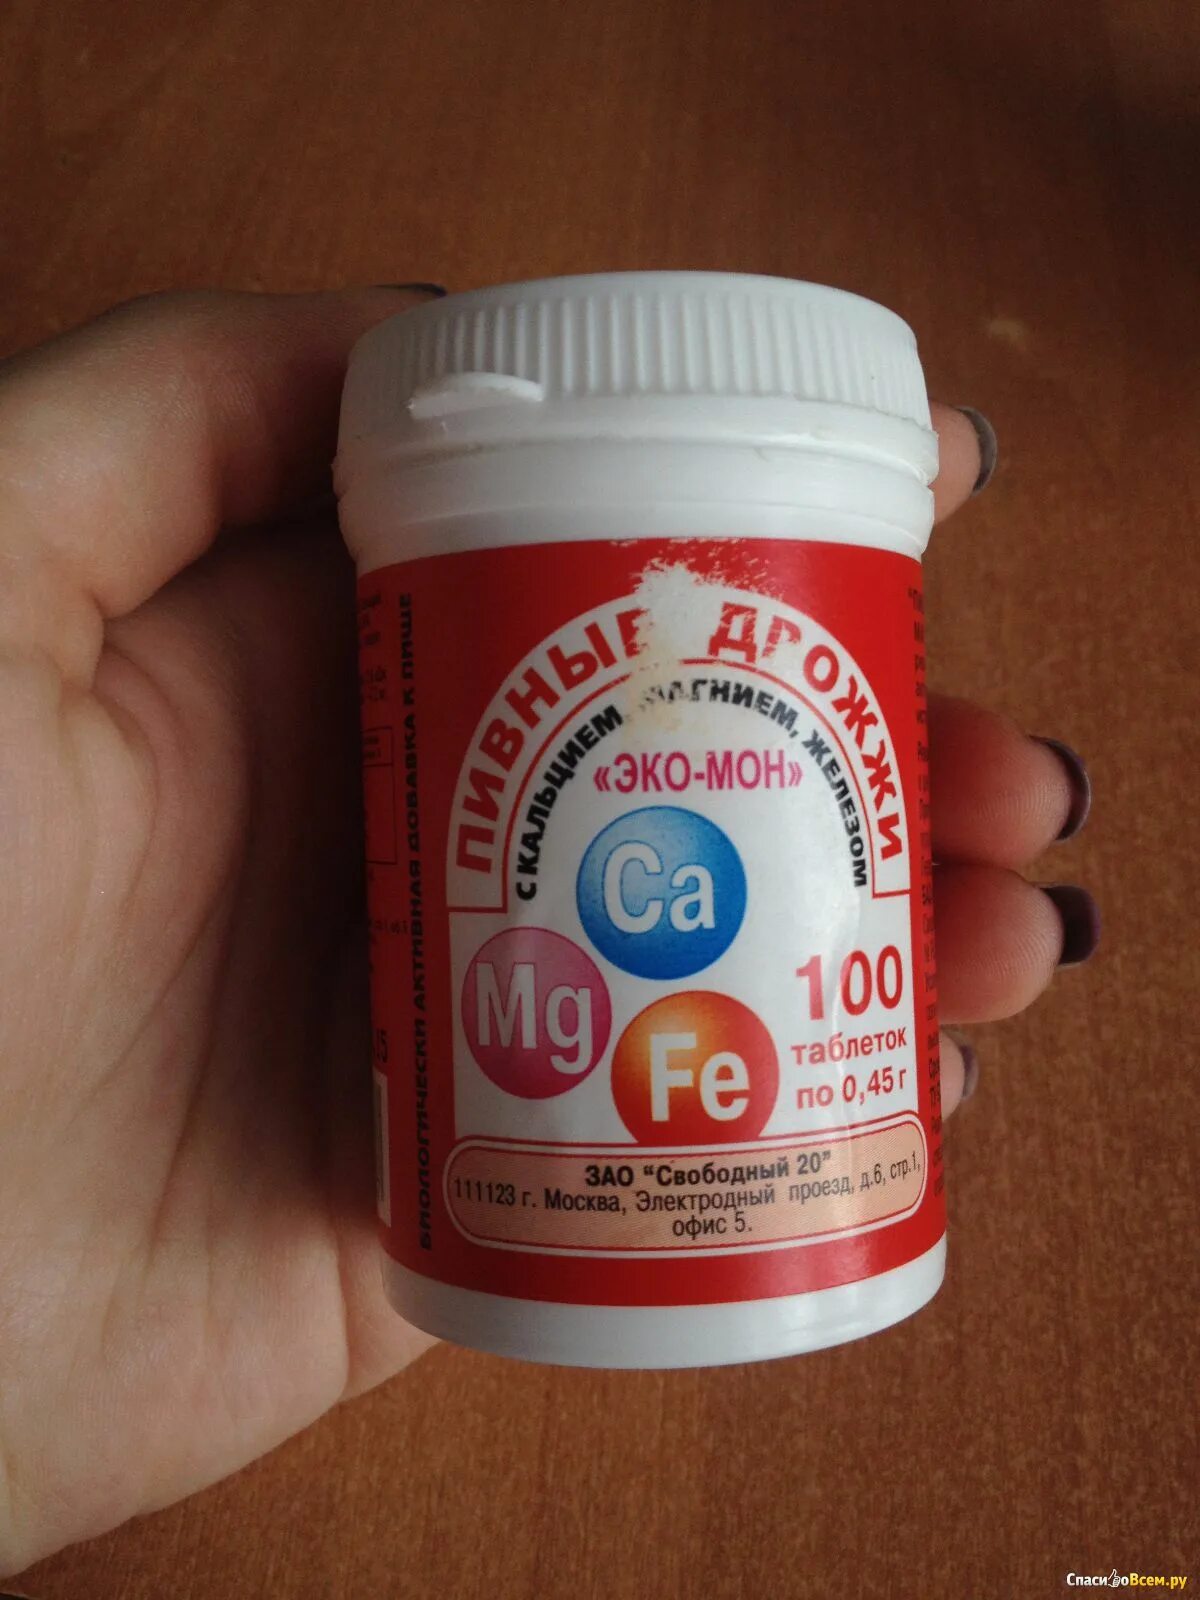 ПИВНЫЕ ДРОЖЖИ
С КАЛЬЦИЕМ, МАГНИЕМ, ЖЕЛЕЗОМ
«ЭКО-МОН»
Ca
Mg
Fe
100
таблеток
по 0,45 г
ЗАО "Свободный 20"
111123 г. Москва, Электродный проезд, д.6, стр.1,
офис 5.
БИОЛОГИЧЕСКИ АКТИВНАЯ ДОБАВКА К ПИЩЕ
СпасибоВсем.ру